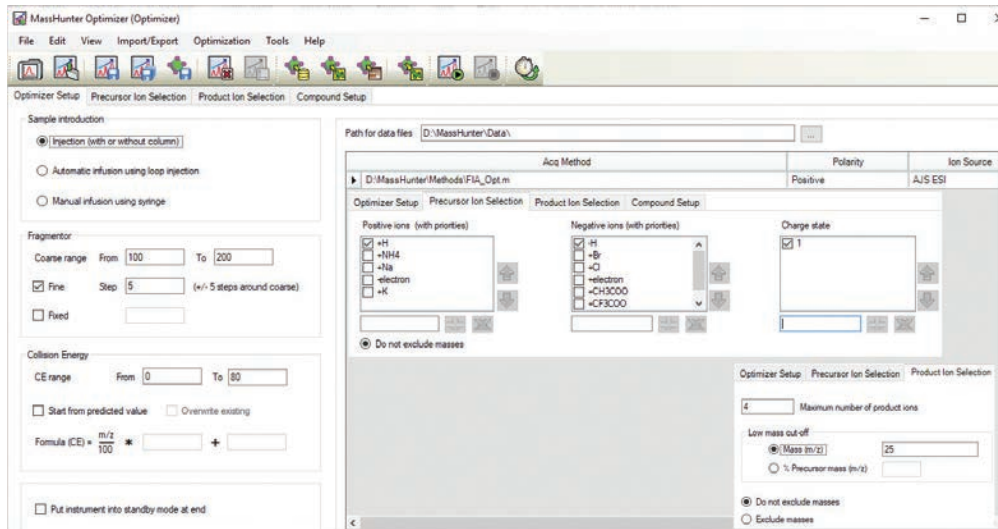 MassHunter Optimizer (Optimizer)
File Edit View Import/Export Optimization Tools Help
Optimizer Setup Precursor Ion Selection Product Ion Selection Compound Setup
Sample introduction
Injection (with or without column)
Automatic infusion using loop injection
Manual infusion using syringe
Fragmentor
Coarse range From 100 To 200
Fine Step 5 (+/- 5 steps around coarse)
Fixed
Collision Energy
CE range From 0 To 80
Start from predicted value Overwrite existing
Formula (CE) = m/z
100 * +
Put instrument into standby mode at end
Path for data files D:\MassHunter\Data\ ...
Acq Method Polarity Ion Source
D:\MassHunter\Methods\FIA_Opt.m Positive AJS ESI
Optimizer Setup Precursor Ion Selection Product Ion Selection Compound Setup
Positive ions (with priorities)
+H
+NH4
+Na
-electron
+K
Do not exclude masses
Negative ions (with priorities)
-H
+Br
+Cl
+electron
+CH3COO
+CF3COO
Charge state
1
Optimizer Setup Precursor Ion Selection Product Ion Selection
4 Maximum number of product ions
Low mass cut-off
Mass (m/z) 25
% Precursor mass (m/z)
Do not exclude masses
Exclude masses